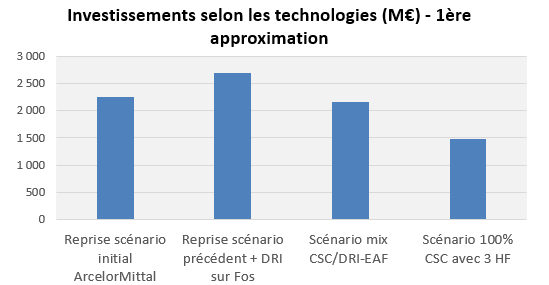 Investissements selon les technologies (M€) - 1ère
approximation
3 000
2 500
2 000
1 500
1 000
500
0
Reprise scénario
initial
ArcelorMittal
Reprise scénario
précédent + DRI
sur Fos
Scénario mix
CSC/DRI-EAF
Scénario 100%
CSC avec 3 HF